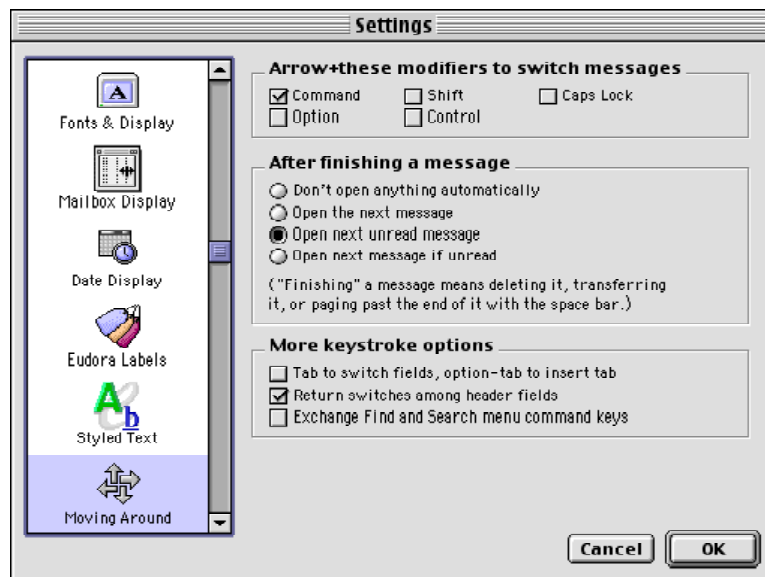 Settings
Fonts & Display
Mailbox Display
Date Display
Eudora Labels
Styled Text
Moving Around
Arrow+these modifiers to switch messages
Command
Shift
Caps Lock
Option
Control
After finishing a message
Don't open anything automatically
Open the next message
Open next unread message
Open next message if unread
("Finishing" a message means deleting it, transferring
it, or paging past the end of it with the space bar.)
More keystroke options
Tab to switch fields, option-tab to insert tab
Return switches among header fields
Exchange Find and Search menu command keys
Cancel
OK